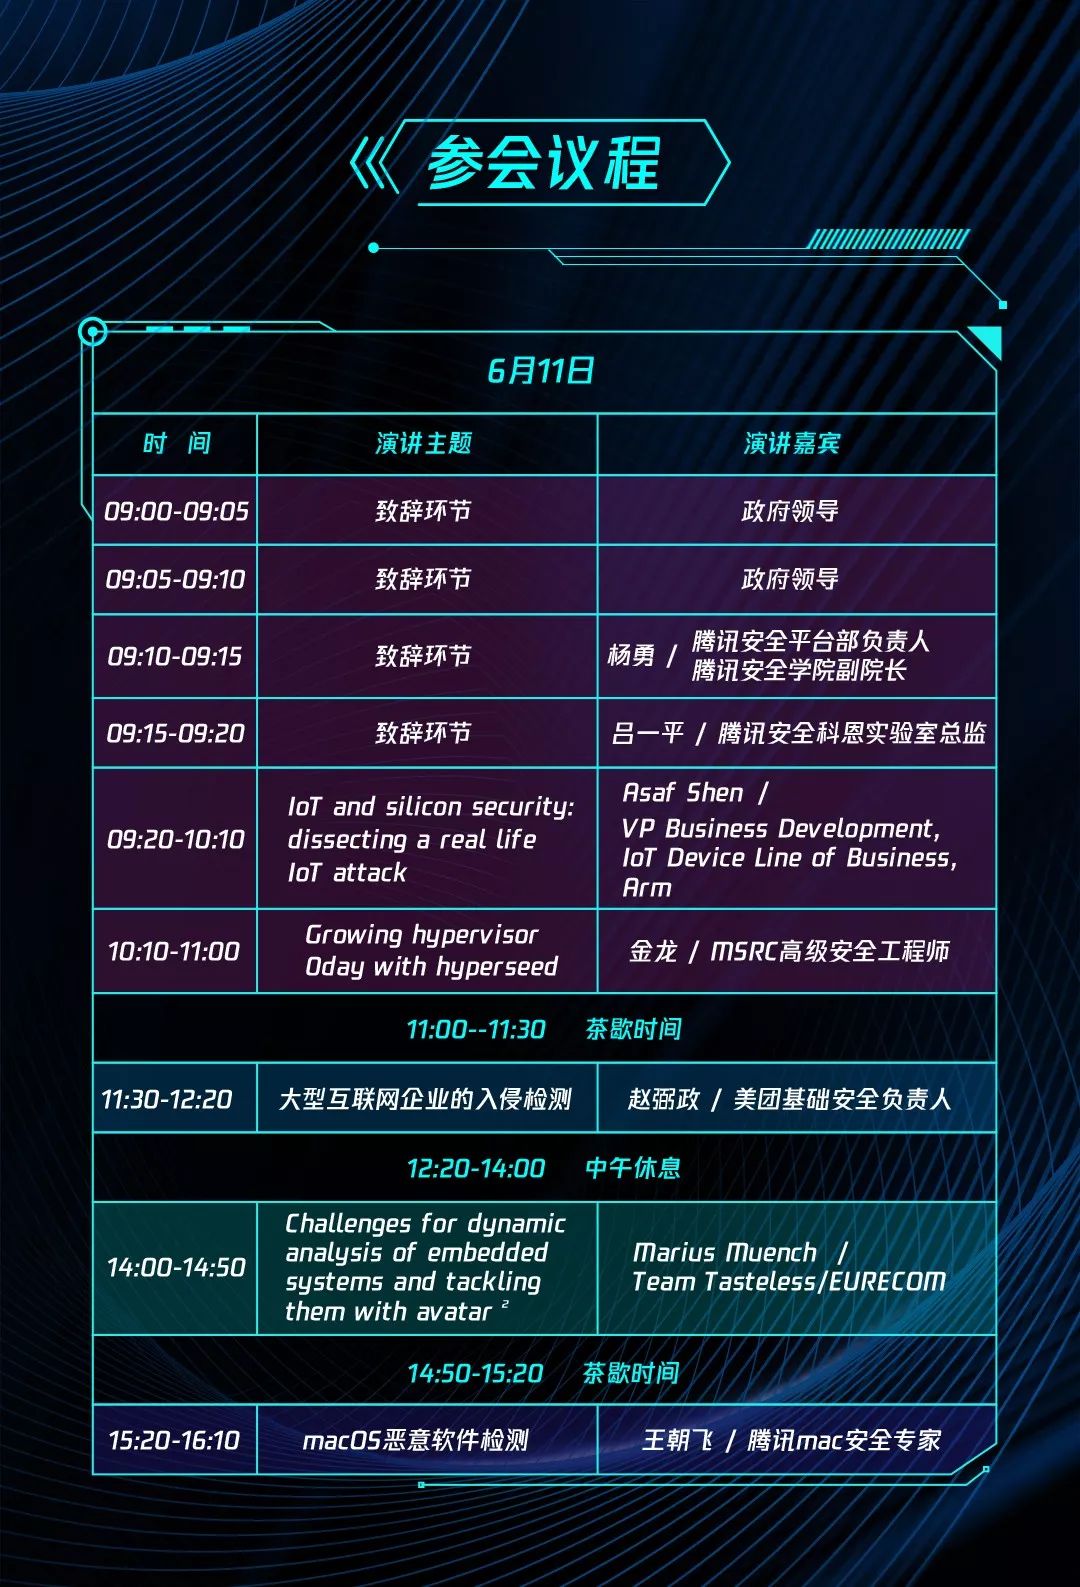 参会议程
6月11日
时 间 演讲主题 演讲嘉宾
09:00-09:05 致辞环节 政府领导
09:05-09:10 致辞环节 政府领导
09:10-09:15 致辞环节 杨勇 / 腾讯安全平台部负责人
腾讯安全学院副院长
09:15-09:20 致辞环节 吕一平 / 腾讯安全科恩实验室总监
09:20-10:10
IoT and silicon security:
dissecting a real life
IoT attack
Asaf Shen /
VP Business Development,
IoT Device Line of Business,
Arm
10:10-11:00
Growing hypervisor
0day with hyperseed
金龙 / MSRC高级安全工程师
11:00--11:30 茶歇时间
11:30-12:20 大型互联网企业的入侵检测 赵弼政 / 美团基础安全负责人
12:20-14:00 中午休息
14:00-14:50
Challenges for dynamic
analysis of embedded
systems and tackling
them with avatar ²
Marius Muench /
Team Tasteless/EURECOM
14:50-15:20 茶歇时间
15:20-16:10 macOS恶意软件检测 王朝飞 / 腾讯mac安全专家